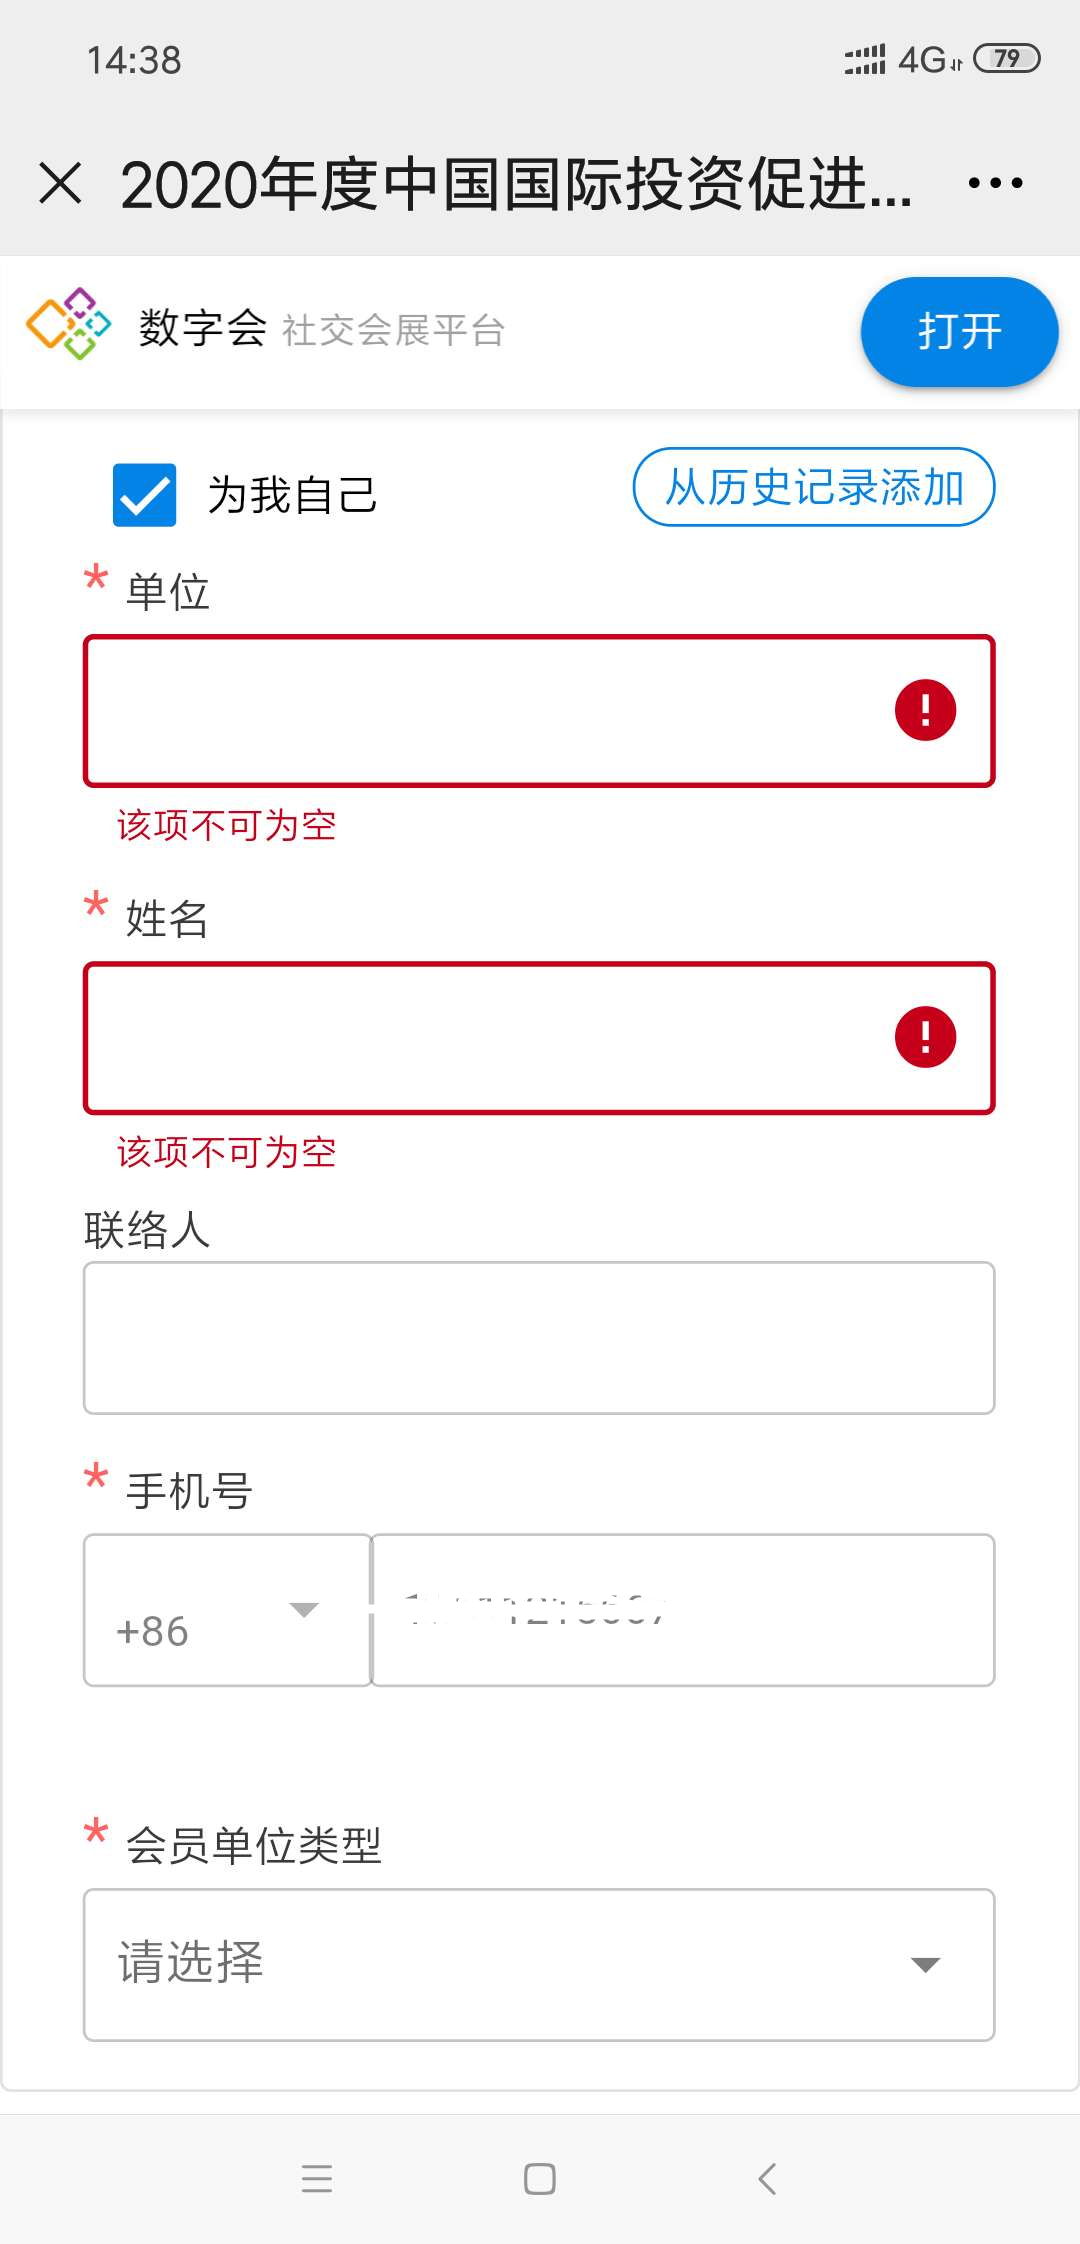 14:38 4G 79
2020年度中国国际投资促进...
数字会 社交会展平台 打开
为我自己 从历史记录添加
* 单位
该项不可为空
* 姓名
该项不可为空
联络人
* 手机号
+86
* 会员单位类型
请选择